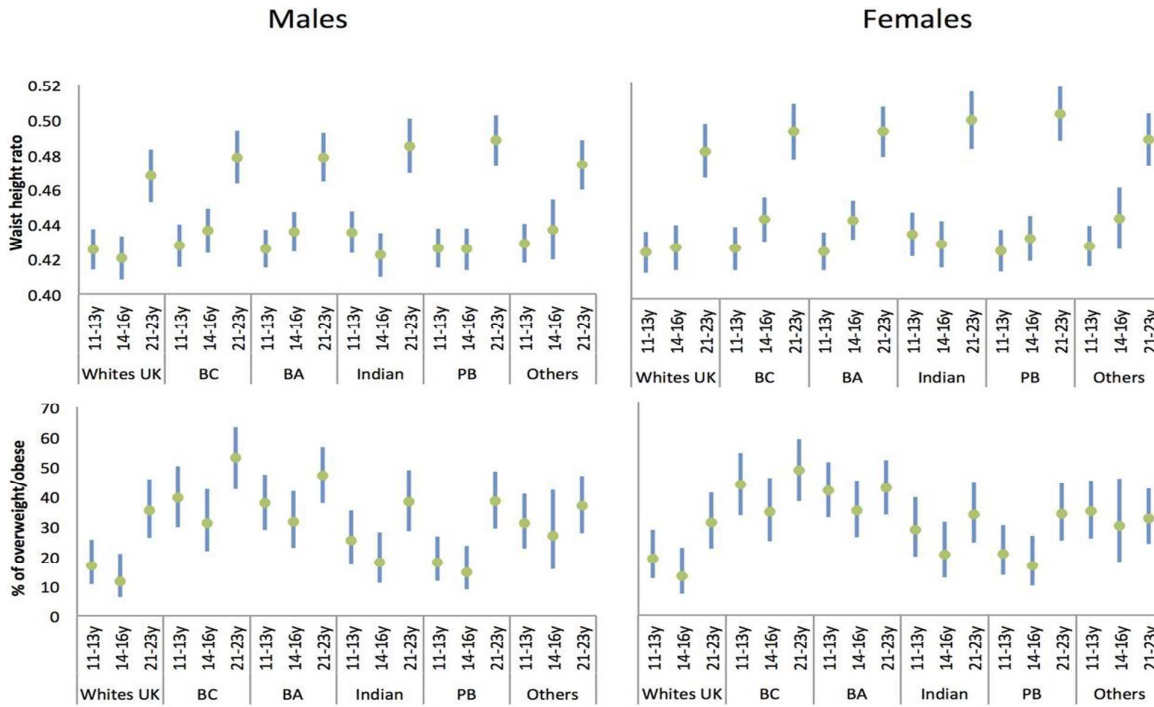 Males Females
Waist height rato
0.52
0.50
0.48
0.46
0.44
0.42
0.40
11-13y 14-16y 21-23y 11-13y 14-16y 21-23y 11-13y 14-16y 21-23y 11-13y 14-16y 21-23y 11-13y 14-16y 21-23y 11-13y 14-16y 21-23y
Whites UK BC BA Indian PB Others
11-13y 14-16y 21-23y 11-13y 14-16y 21-23y 11-13y 14-16y 21-23y 11-13y 14-16y 21-23y 11-13y 14-16y 21-23y 11-13y 14-16y 21-23y
Whites UK BC BA Indian PB Others
% of overweight/obese
70
60
50
40
30
20
10
0
11-13y 14-16y 21-23y 11-13y 14-16y 21-23y 11-13y 14-16y 21-23y 11-13y 14-16y 21-23y 11-13y 14-16y 21-23y 11-13y 14-16y 21-23y
Whites UK BC BA Indian PB Others
11-13y 14-16y 21-23y 11-13y 14-16y 21-23y 11-13y 14-16y 21-23y 11-13y 14-16y 21-23y 11-13y 14-16y 21-23y 11-13y 14-16y 21-23y
Whites UK BC BA Indian PB Others